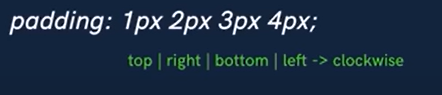 padding: 1px 2px 3px 4px;
top | right | bottom | left -> clockwise